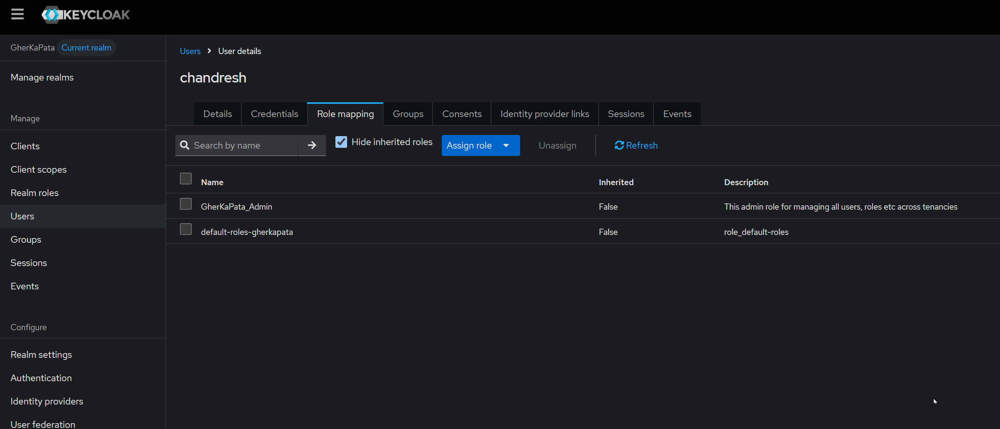 KEYCLOAK
GherKaPata Current realm
Manage realms
Manage
Clients
Client scopes
Realm roles
Users
Groups
Sessions
Events
Configure
Realm settings
Authentication
Identity providers
User federation
Users User details
chandresh
Details Credentials Role mapping Groups Consents Identity provider links Sessions Events
Search by name Hide inherited roles Assign role Unassign Refresh
Name Inherited Description
GherKaPata_Admin False This admin role for managing all users, roles etc across tenancies
default-roles-gherkapata False role_default-roles